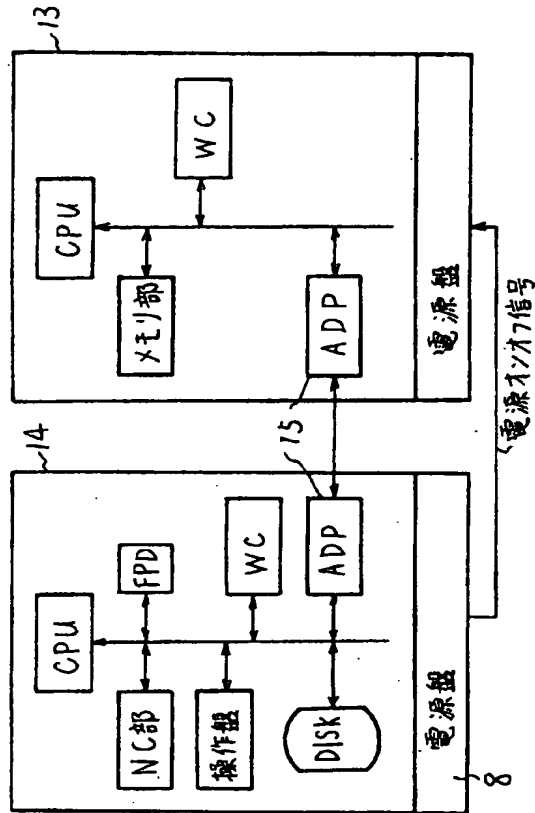 14
CPU
FPD
NC部
WC
操作盤
15
ADP
DISK
電源盤
8
13
CPU
WC
メモリ部
ADP
電源盤
電源オンオフ信号